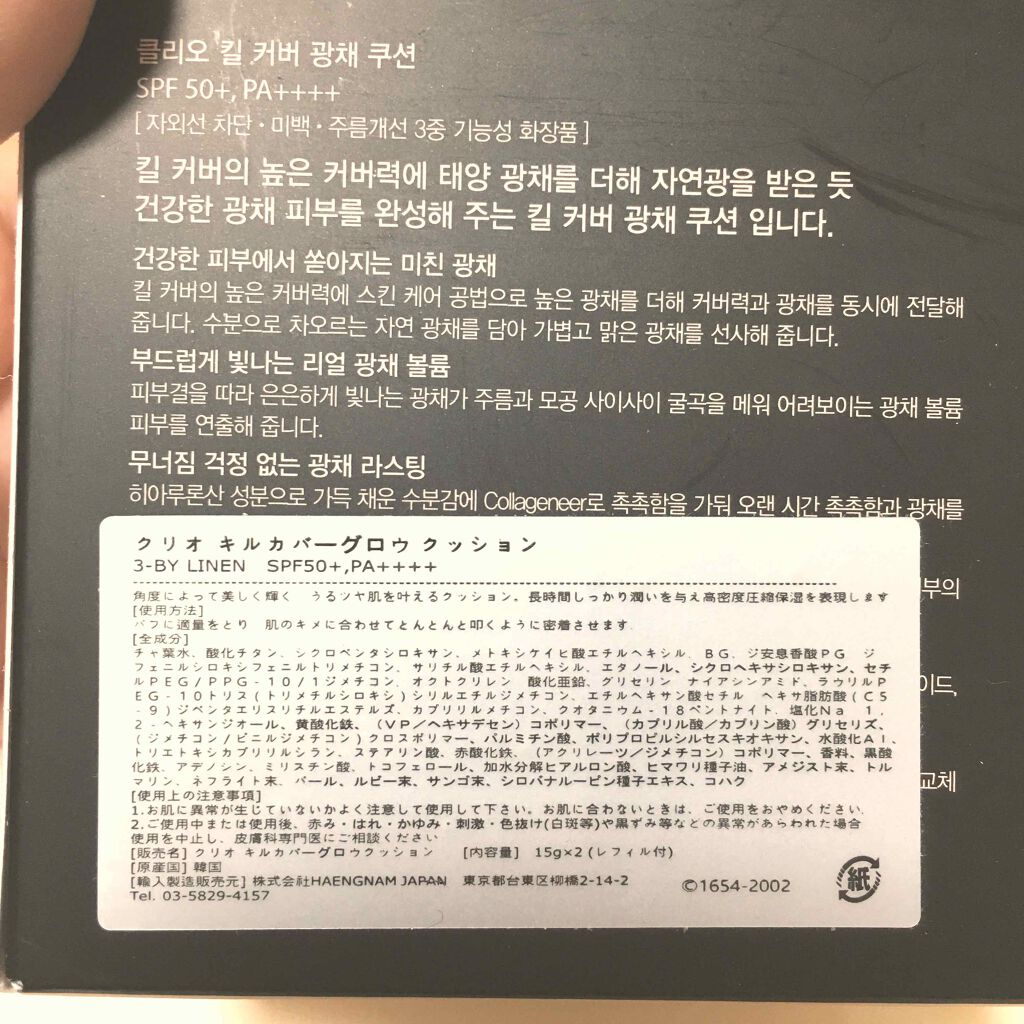 클리오 킬 커버 광채 쿠션
SPF 50+, PA++++
[ 자외선 차단 · 미백 · 주름개선 3중 기능성 화장품 ]
킬 커버의 높은 커버력에 태양 광채를 더해 자연광을 받은 듯
건강한 광채 피부를 완성해 주는 킬 커버 광채 쿠션 입니다.
건강한 피부에서 쏟아지는 미친 광채
킬 커버의 높은 커버력에 스킨 케어 공법으로 높은 광채를 더해 커버력과 광채를 동시에 전달해
줍니다. 수분으로 차오르는 자연 광채를 담아 가볍고 맑은 광채를 선사해 줍니다.
부드럽게 빛나는 리얼 광채 볼륨
피부결을 따라 은은하게 빛나는 광채가 주름과 모공 사이사이 굴곡을 메워 어려보이는 광채 볼륨
피부를 연출해 줍니다.
무너짐 걱정 없는 광채 라스팅
히아루론산 성분으로 가득 채운 수분감에 Collageneer로 촉촉함을 가둬 오랜 시간 촉촉함과 광채를
부의
이드,
교체
クリオ キルカバーグロゥ クッション
3-BY LINEN SPF50+,PA++++
角度によって美しく輝く うるツヤ肌を叶えるクッション。長時間しっかり潤いを与え高密度圧縮保湿を表現します
[使用方法]
パフに適量をとり 肌のキメに合わせてとんとんと叩くように密着させます.
[全成分]
チャ葉水、酸化チタン、シクロペンタシロキサン、メトキシケイヒ酸エチルヘキシル、BG、ジ安息香酸PG ジ
フェニルシロキシフェニルトリメチコン、サリチル酸エチルヘキシル、エタノール、シクロヘキサシロキサン、セチ
ルPEG/PPG-10/1ジメチコン、オクトクリレン 酸化亜鉛、グリセリン ナイアシンアミド、ラウリルP
EG-10トリス(トリメチルシロキシ)シリルエチルジメチコン、エチルヘキサン酸セチル ヘキサ脂肪酸(C5
-9)ジペンタエリスリチルエステルズ、カプリリルメチコン、クオタニウム-18ベントナイト、塩化Na 1,
2-ヘキサンジオール、黄酸化鉄、(VP/ヘキサデセン)コポリマー、(カプリル酸/カプリン酸)グリセリズ、
(ジメチコン/ビニルジメチコン)クロスポリマー、パルミチン酸、ポリプロピルシルセスキオキサン、水酸化Al、
トリエトキシカプリリルシラン、ステアリン酸、赤酸化鉄、(アクリレーツ/ジメチコン)コポリマー、香料、黒酸
化鉄、アデノシン、ミリスチン酸、トコフェロール、加水分解ヒアルロン酸、ヒマワリ種子油、アメジスト末、トル
マリン、ネフライト末、パール、ルビー末、サンゴ末、シロバナルーピン種子エキス、コハク
[使用上の注意事項]
1.お肌に異常が生じていないかよく注意して使用して下さい。お肌に合わないときは、ご使用をおやめください.
2.ご使用中または使用後、赤み・はれ・かゆみ・刺激・色抜け(白斑等)や黒ずみ等などの異常があらわれた場合
使用を中止し、皮膚科専門医にご相談ください
[販売名] クリオ キルカバーグロウクッション [内容量] 15g×2(レフィル付)
[原産国] 韓国
[輸入製造販売元] 株式会社HAENGNAM JAPAN 東京都台東区柳橋2-14-2
Tel. 03-5829-4157
©1654-2002
紙